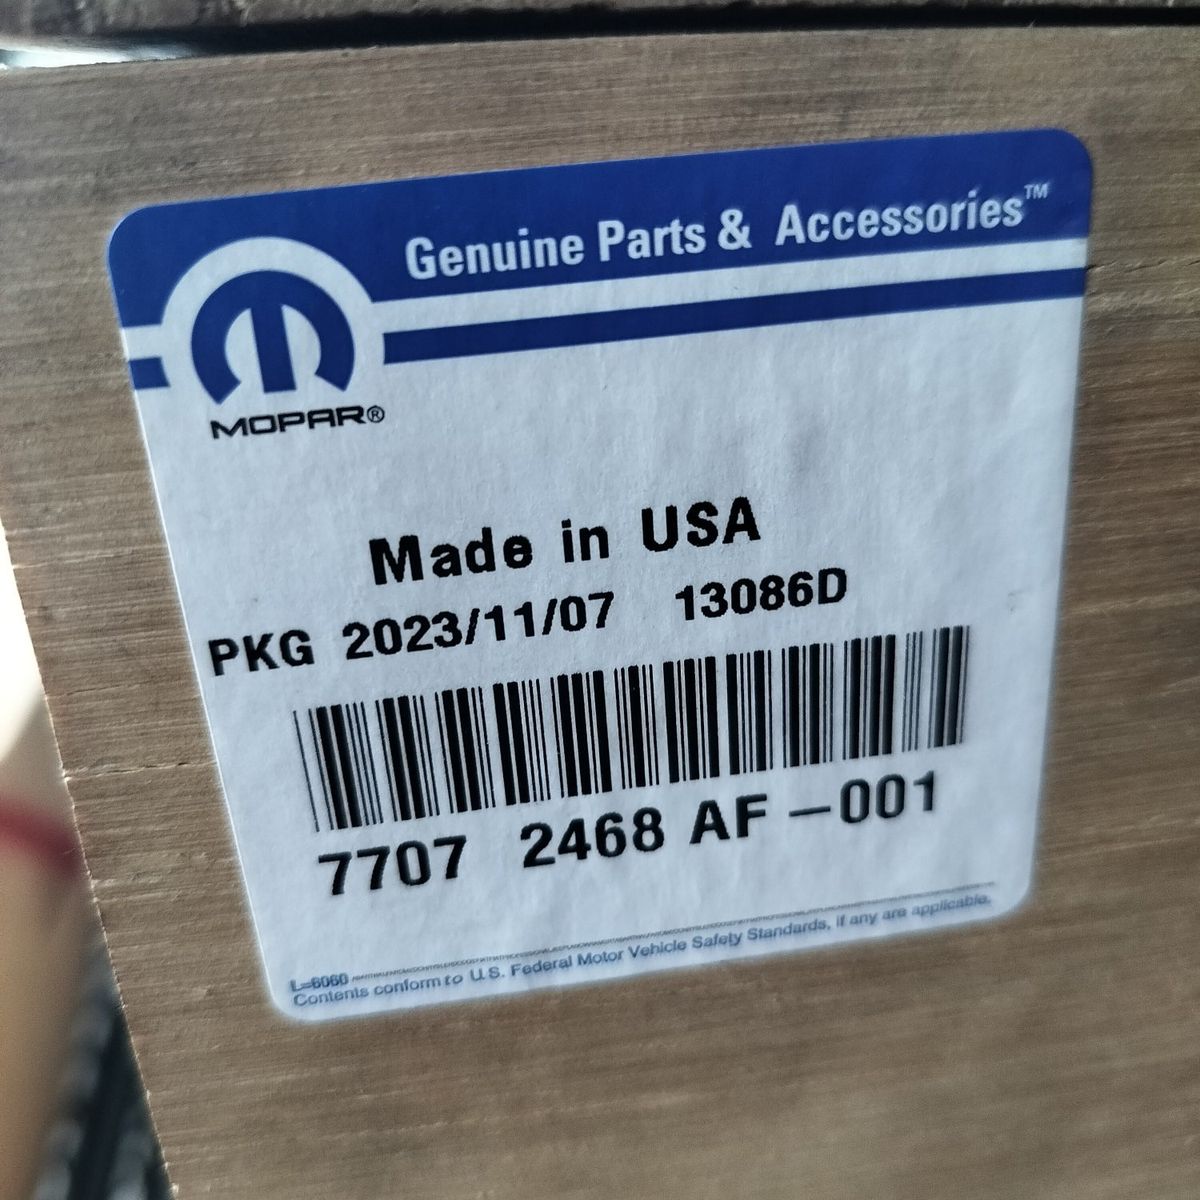 Genuine Parts & Accessories™
MOPAR®
Made in USA
PKG 2023/11/07 13086D
7707 2468 AF -001
L=6060
Contents conform to U.S. Federal Motor Vehicle Safety Standards, if any are applicable.